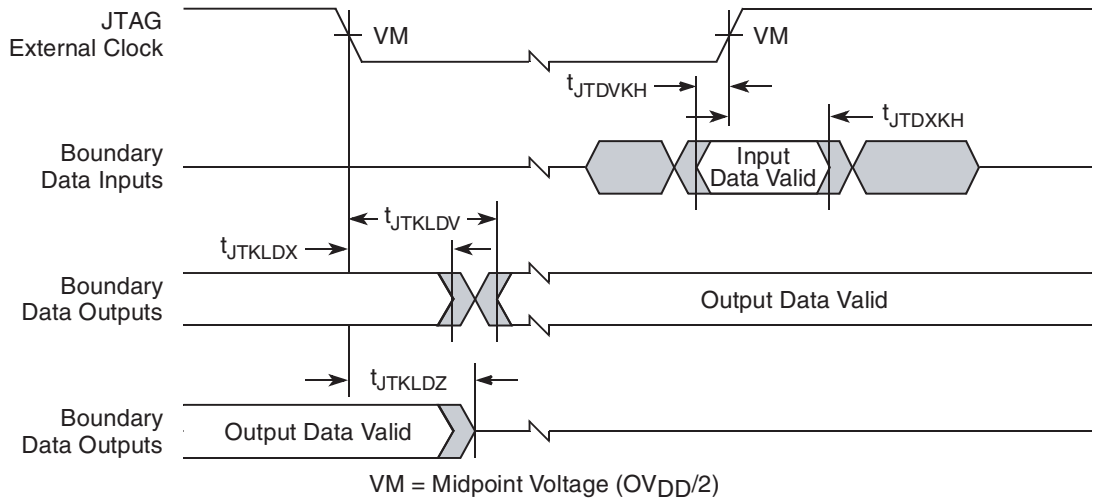 JTAG
External Clock
VM
VM
tJTDVKH
tJTDXKH
Boundary
Data Inputs
Input
Data Valid
tJTKLDV
tJTKLDX
Boundary
Data Outputs
Output Data Valid
tJTKLDZ
Boundary
Data Outputs
Output Data Valid
VM = Midpoint Voltage (OVDD/2)